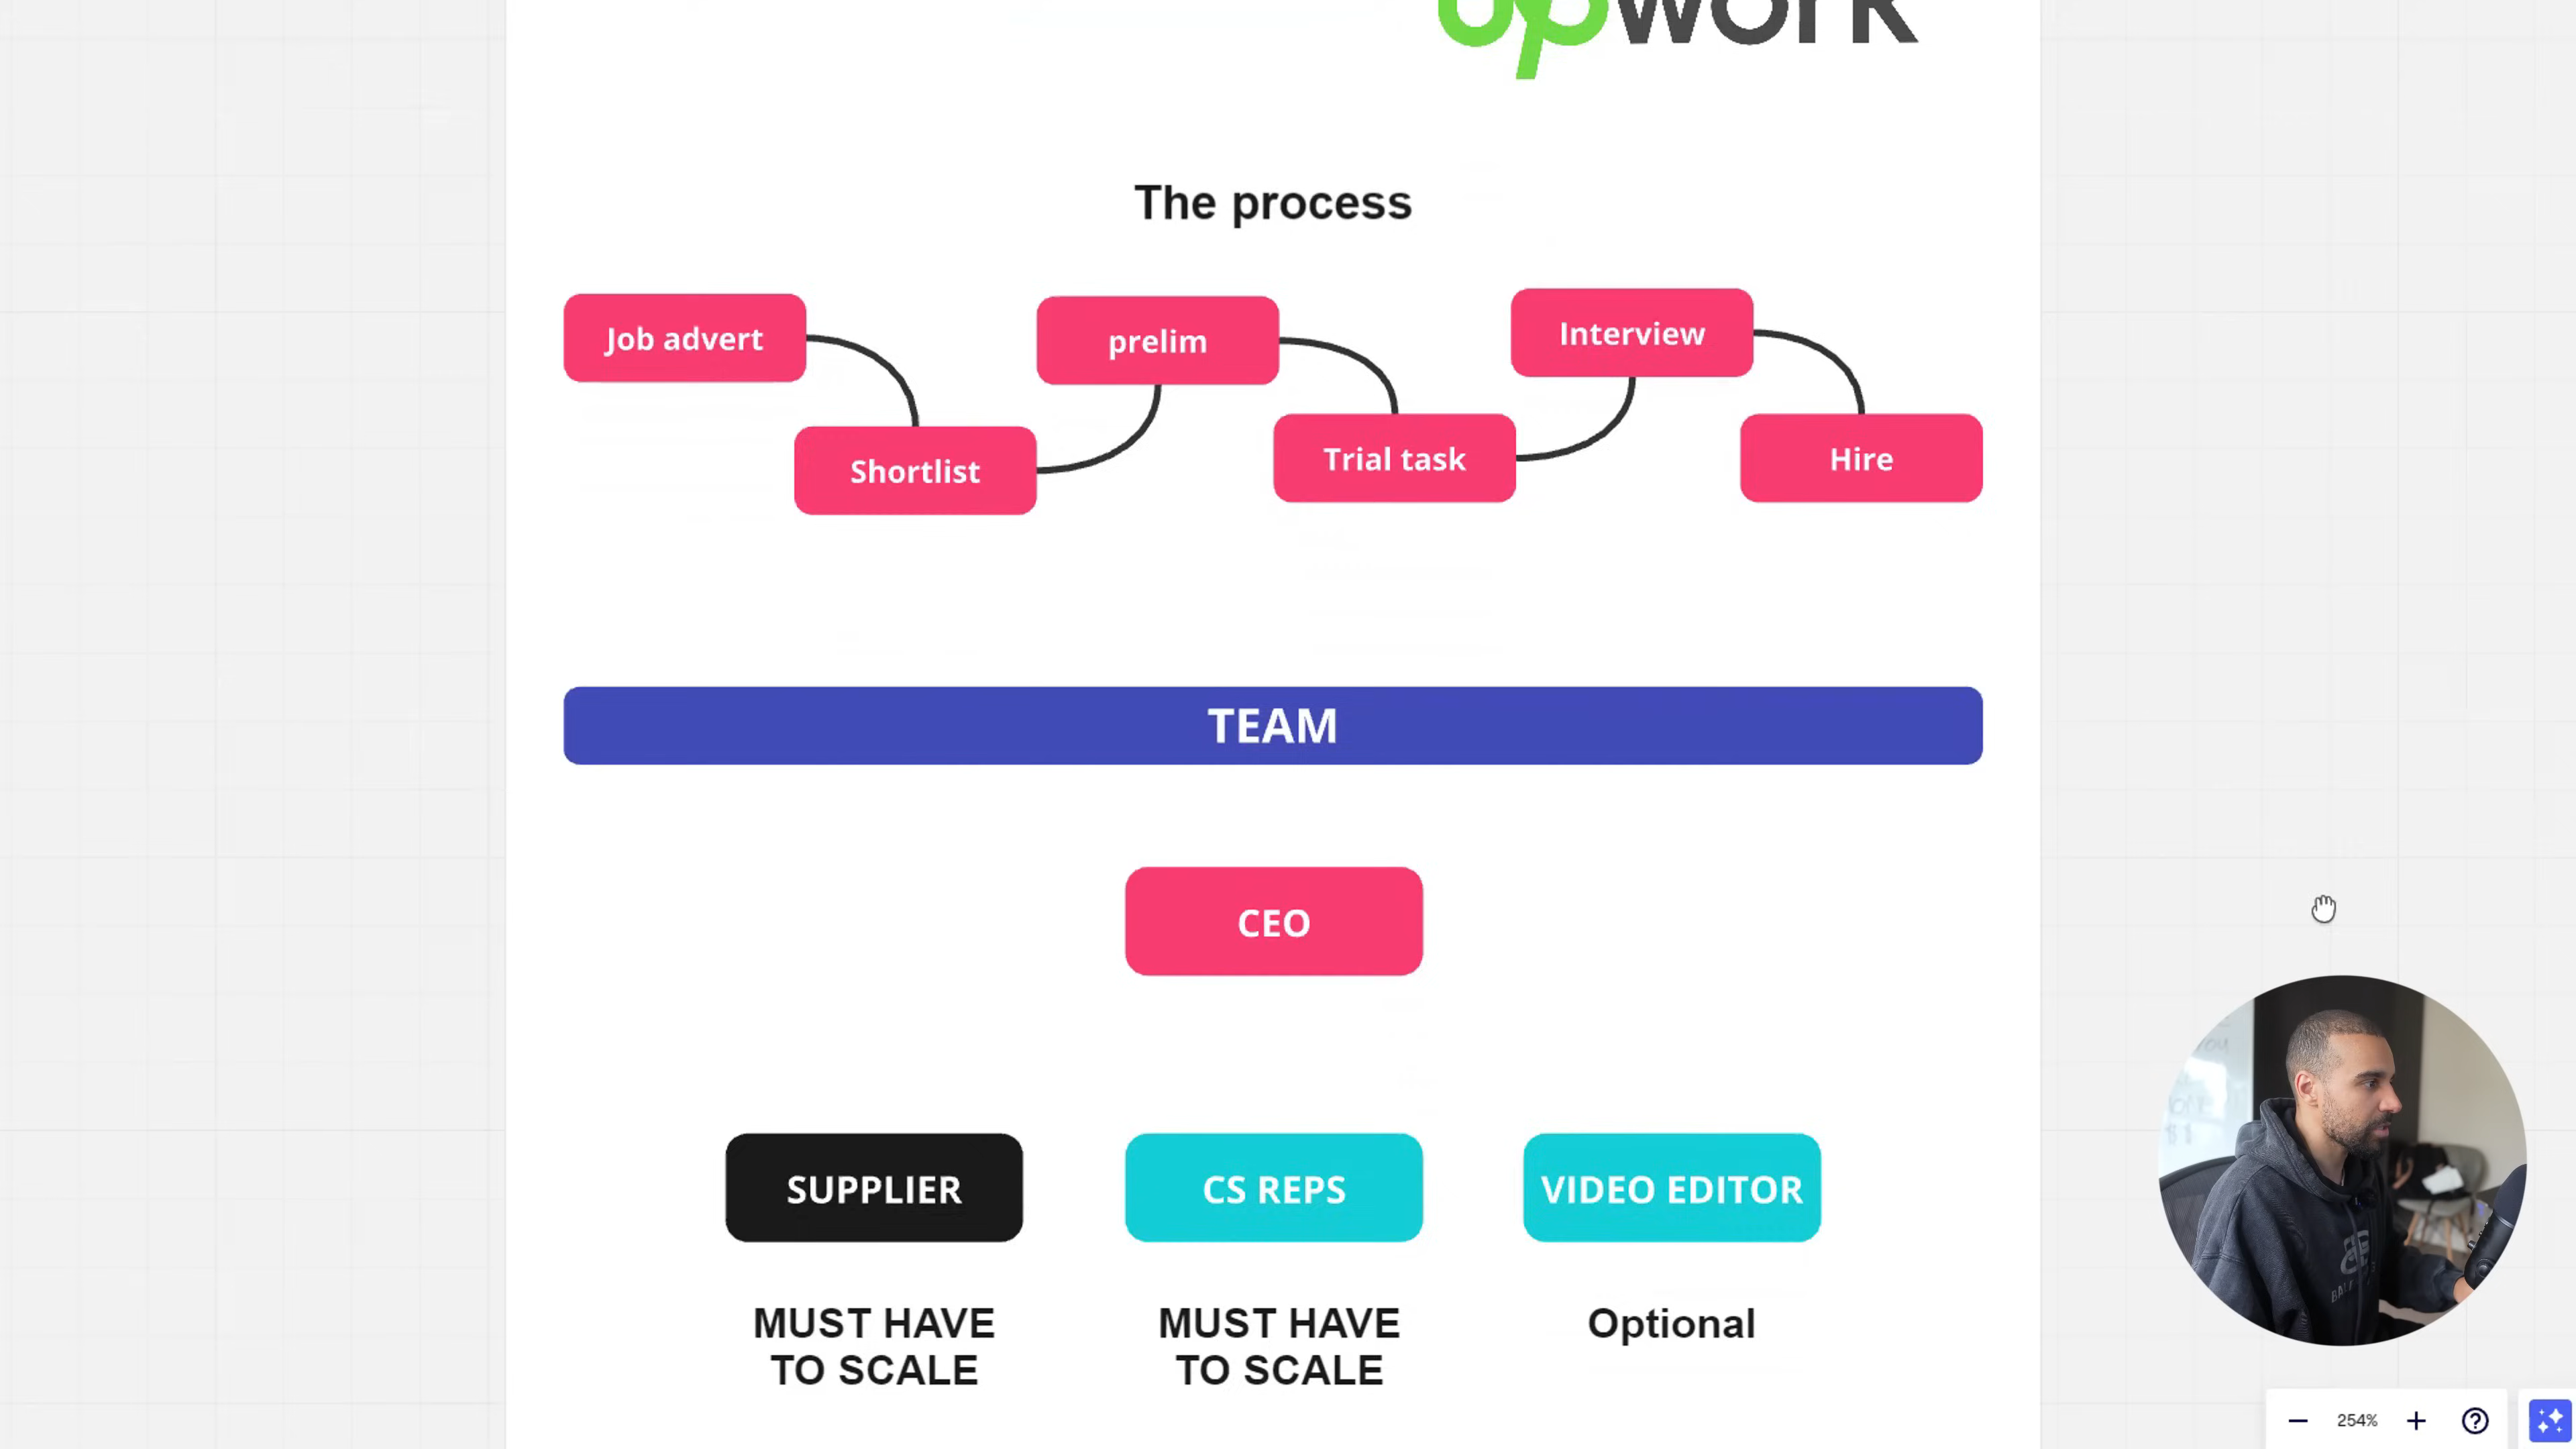 upwork
The process
Job advert
prelim
Interview
Shortlist
Trial task
Hire
TEAM
CEO
SUPPLIER
CS REPS
VIDEO EDITOR
MUST HAVE
TO SCALE
MUST HAVE
TO SCALE
Optional
254%